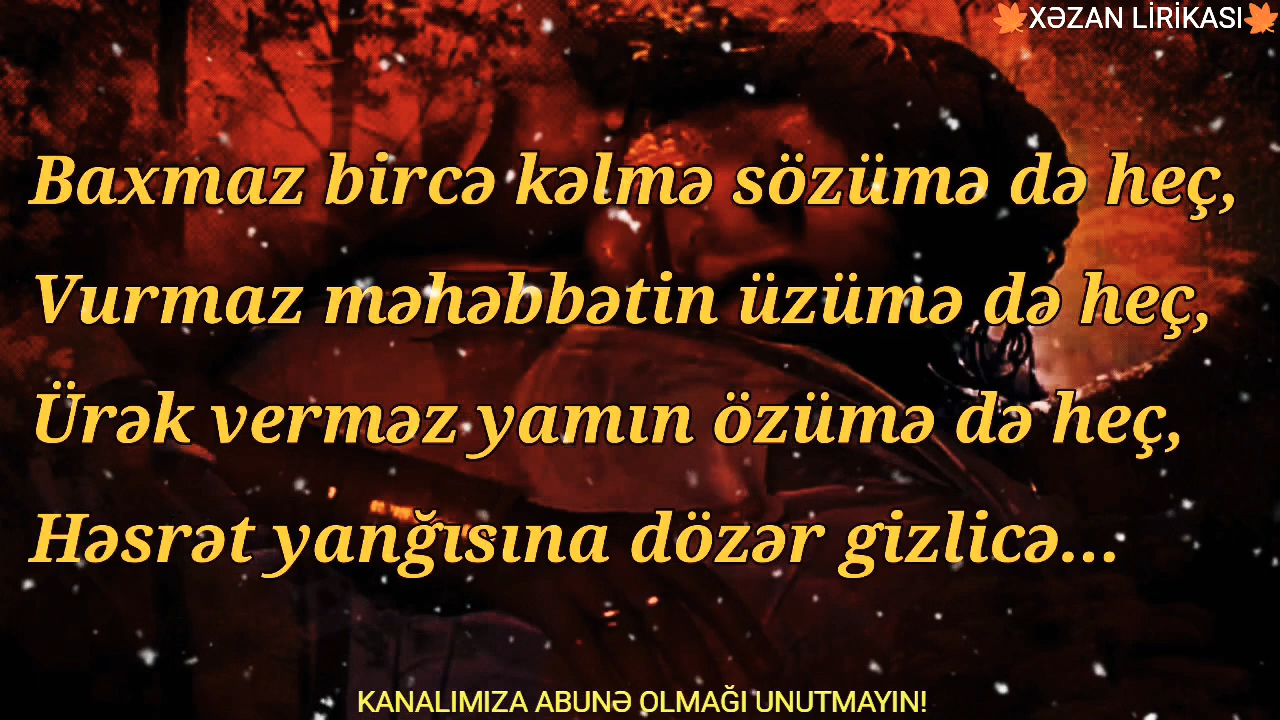 🍁XƏZAN LİRİKASI🍁
Baxmaz bircə kəlmə sözümə də heç,
Vurmaz məhəbbətin üzümə də heç,
Ürək verməz yamın özümə də heç,
Həsrət yanğısına dözər gizlicə...
KANALIMIZA ABUNƏ OLMAĞI UNUTMAYIN!